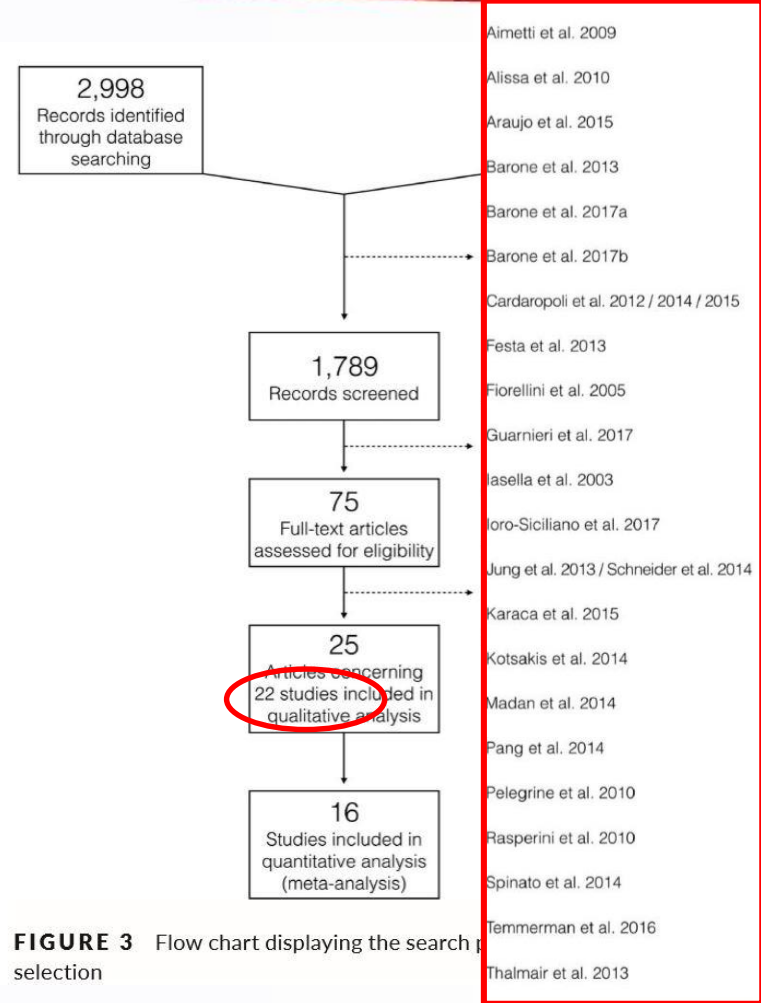 2,998
Records identified
through database
searching
1,789
Records screened
75
Full-text articles
assessed for eligibility
25
Articles concerning
22 studies included in
qualitative analysis
16
Studies included in
quantitative analysis
(meta-analysis)
FIGURE 3 Flow chart displaying the search
selection
Aimetti et al. 2009
Alissa et al. 2010
Araujo et al. 2015
Barone et al. 2013
Barone et al. 2017a
Barone et al. 2017b
Cardaropoli et al. 2012 / 2014 / 2015
Festa et al. 2013
Fiorellini et al. 2005
Guarnieri et al. 2017
Iasella et al. 2003
Ioro-Siciliano et al. 2017
Jung et al. 2013 / Schneider et al. 2014
Karaca et al. 2015
Kotsakis et al. 2014
Madan et al. 2014
Pang et al. 2014
Pelegrine et al. 2010
Rasperini et al. 2010
Spinato et al. 2014
Temmerman et al. 2016
Thalmair et al. 2013